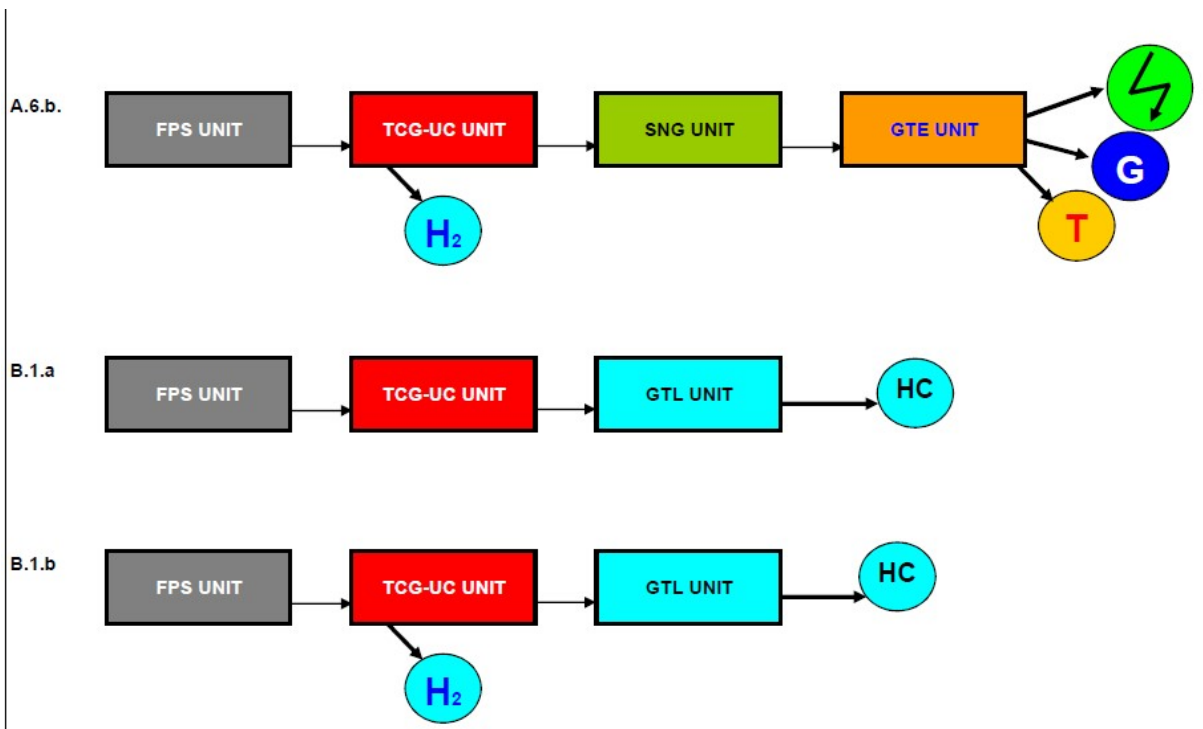 A.6.b.
FPS UNIT
TCG-UC UNIT
SNG UNIT
GTE UNIT
G
H2
T
B.1.a
FPS UNIT
TCG-UC UNIT
GTL UNIT
HC
B.1.b
FPS UNIT
TCG-UC UNIT
GTL UNIT
HC
H2